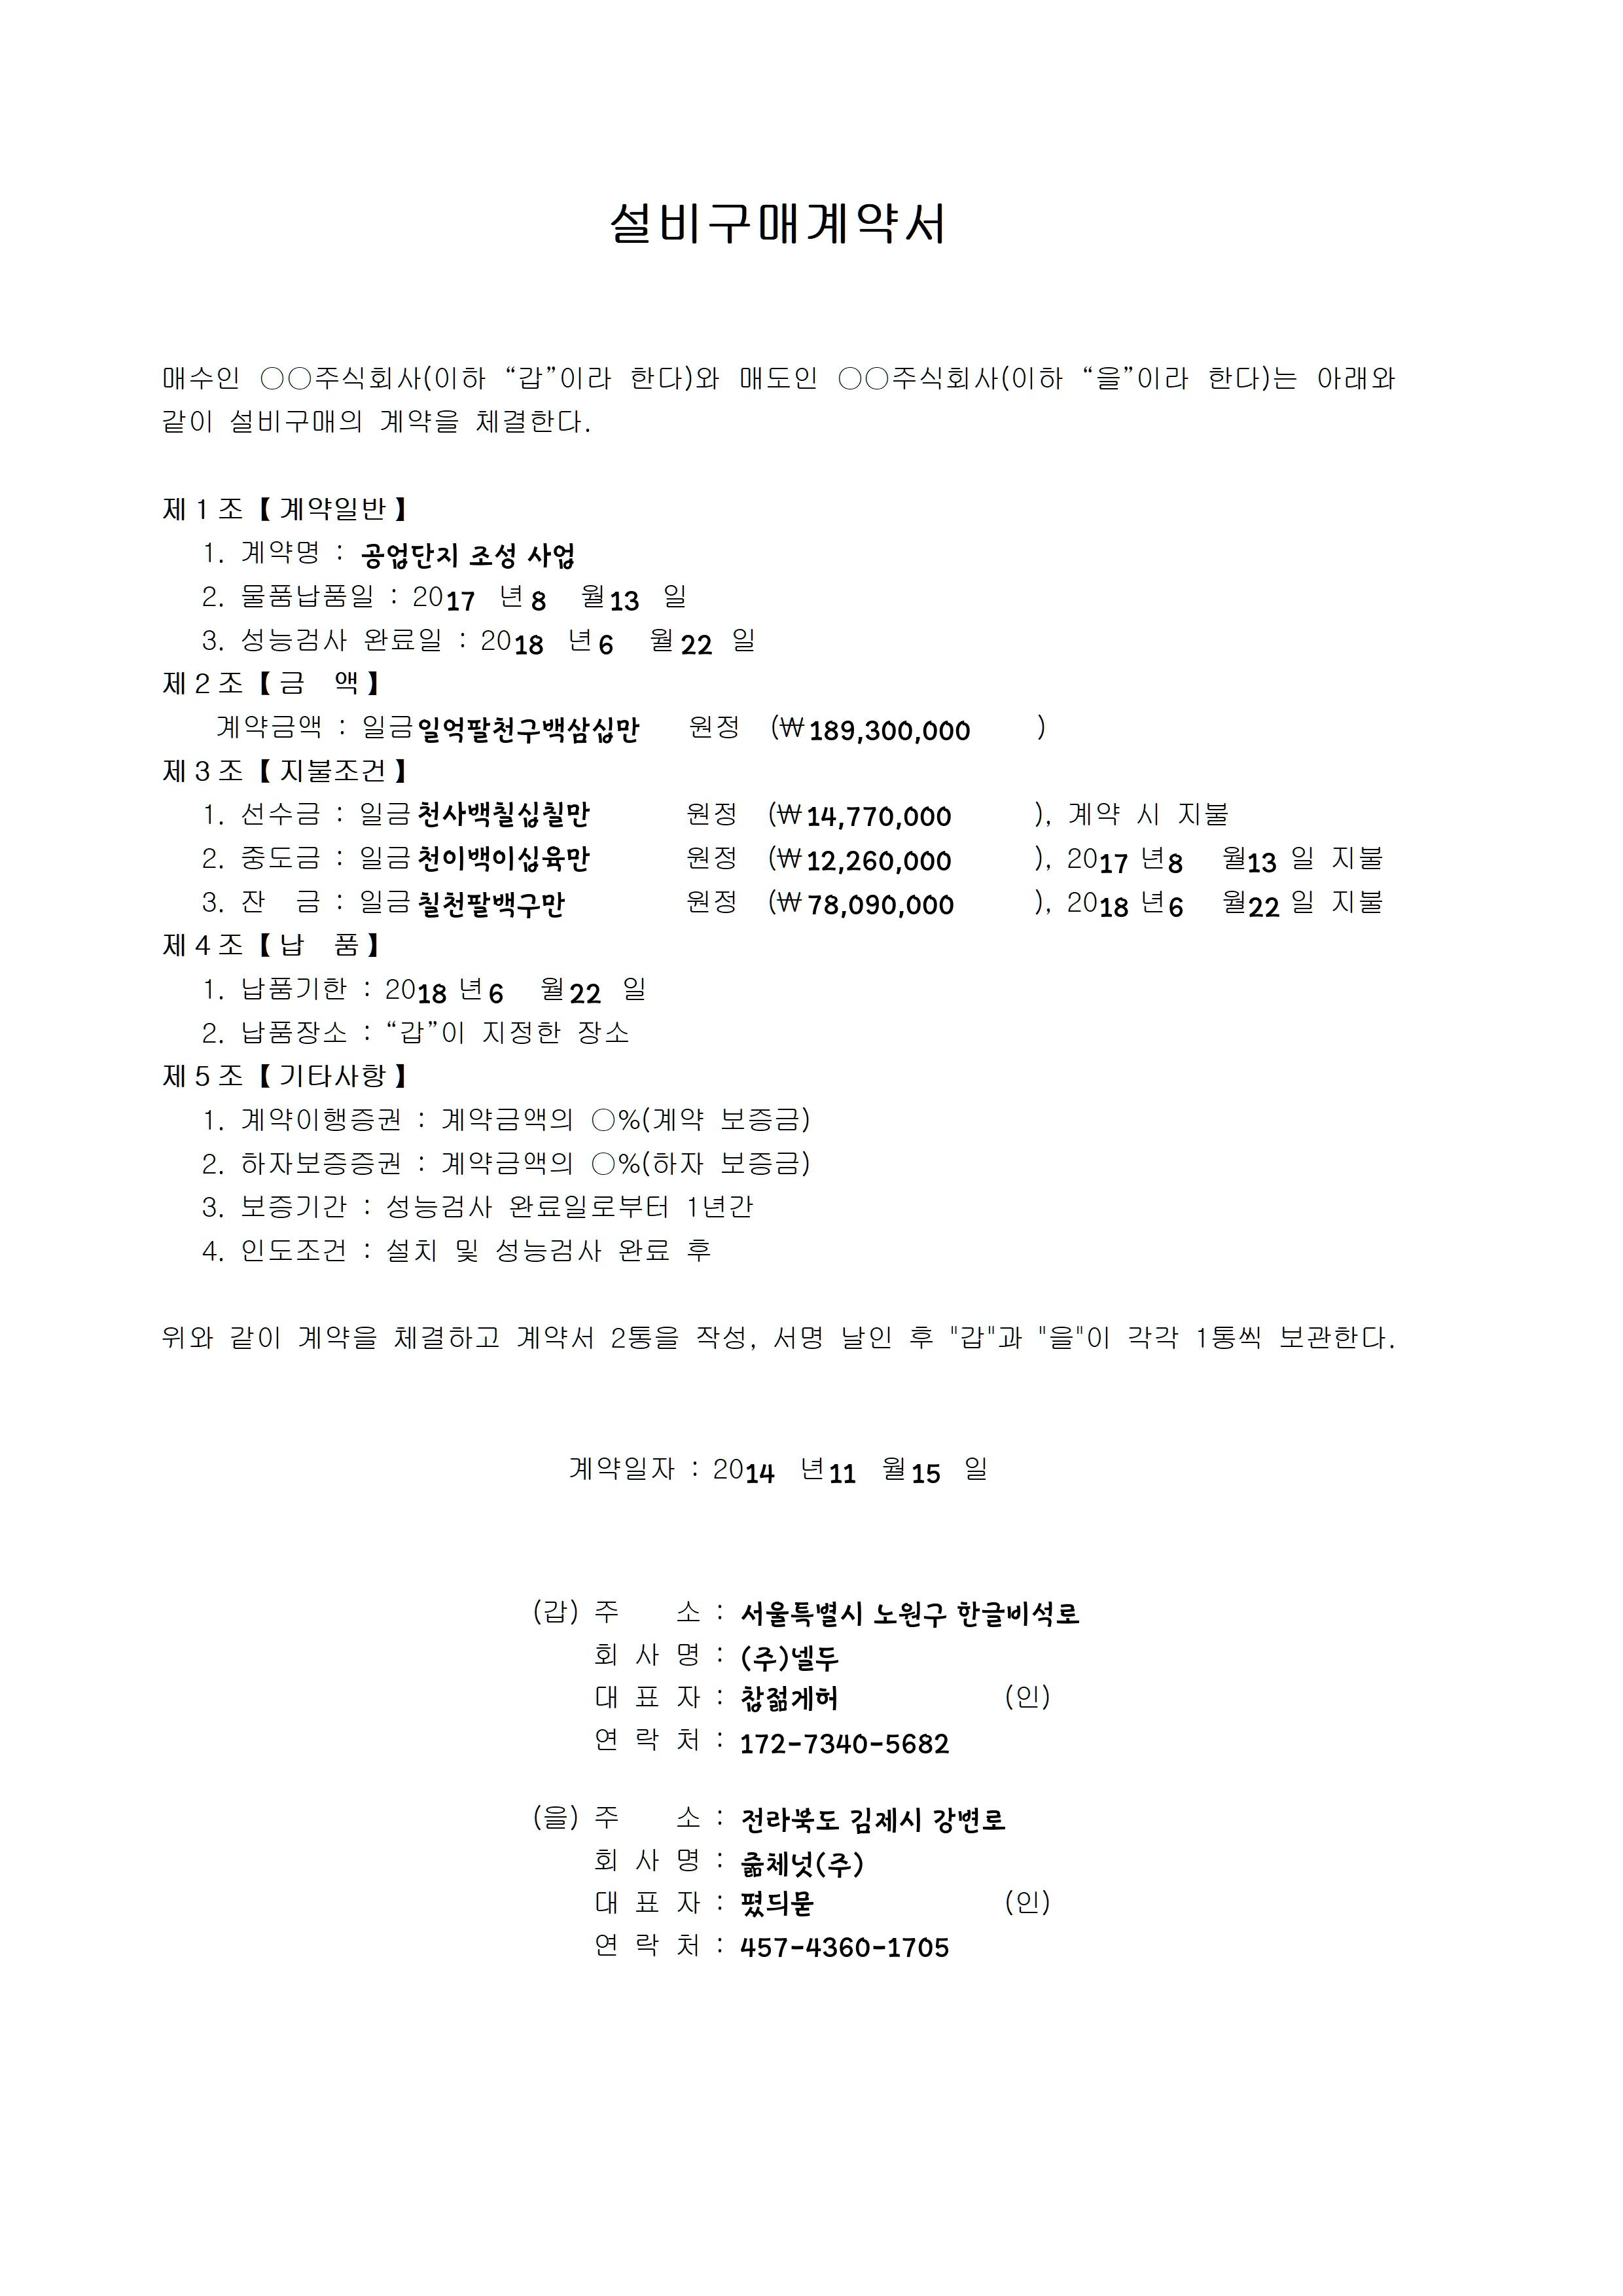 설비구매계약서
매수인 ○○주식회사(이하 “갑”이라 한다)와 매도인 ○○주식회사(이하 “을”이라 한다)는 아래와
같이 설비구매의 계약을 체결한다.
제 1 조【 계약일반 】
1. 계약명 : 공업단지 조성 사업
2. 물품납품일 : 2017 년 8 월 13 일
3. 성능검사 완료일 : 2018 년 6 월 22 일
제 2 조【 금 액 】
계약금액 : 일금 일억팔천구백삼십만 원정 (₩189,300,000 )
제 3 조【 지불조건 】
1. 선수금 : 일금 천사백칠십칠만 원정 (₩14,770,000 ), 계약 시 지불
2. 중도금 : 일금 천이백이십육만 원정 (₩12,260,000 ), 2017 년 8 월 13 일 지불
3. 잔 금 : 일금 칠천팔백구만 원정 (₩78,090,000 ), 2018 년 6 월 22 일 지불
제 4 조【 납 품 】
1. 납품기한 : 2018 년 6 월 22 일
2. 납품장소 : “갑”이 지정한 장소
제 5 조【 기타사항 】
1. 계약이행증권 : 계약금액의 ○%(계약 보증금)
2. 하자보증증권 : 계약금액의 ○%(하자 보증금)
3. 보증기간 : 성능검사 완료일로부터 1년간
4. 인도조건 : 설치 및 성능검사 완료 후
위와 같이 계약을 체결하고 계약서 2통을 작성, 서명 날인 후 "갑"과 "을"이 각각 1통씩 보관한다.
계약일자 : 2014 년 11 월 15 일
(갑) 주 소 : 서울특별시 노원구 한글비석로
회 사 명 : (주)넬두
대 표 자 : 찹젊게허 (인)
연 락 처 : 172-7340-5682
(을) 주 소 : 전라북도 김제시 강변로
회 사 명 : 줆체넛(주)
대 표 자 : 폈듸묻 (인)
연 락 처 : 457-4360-1705